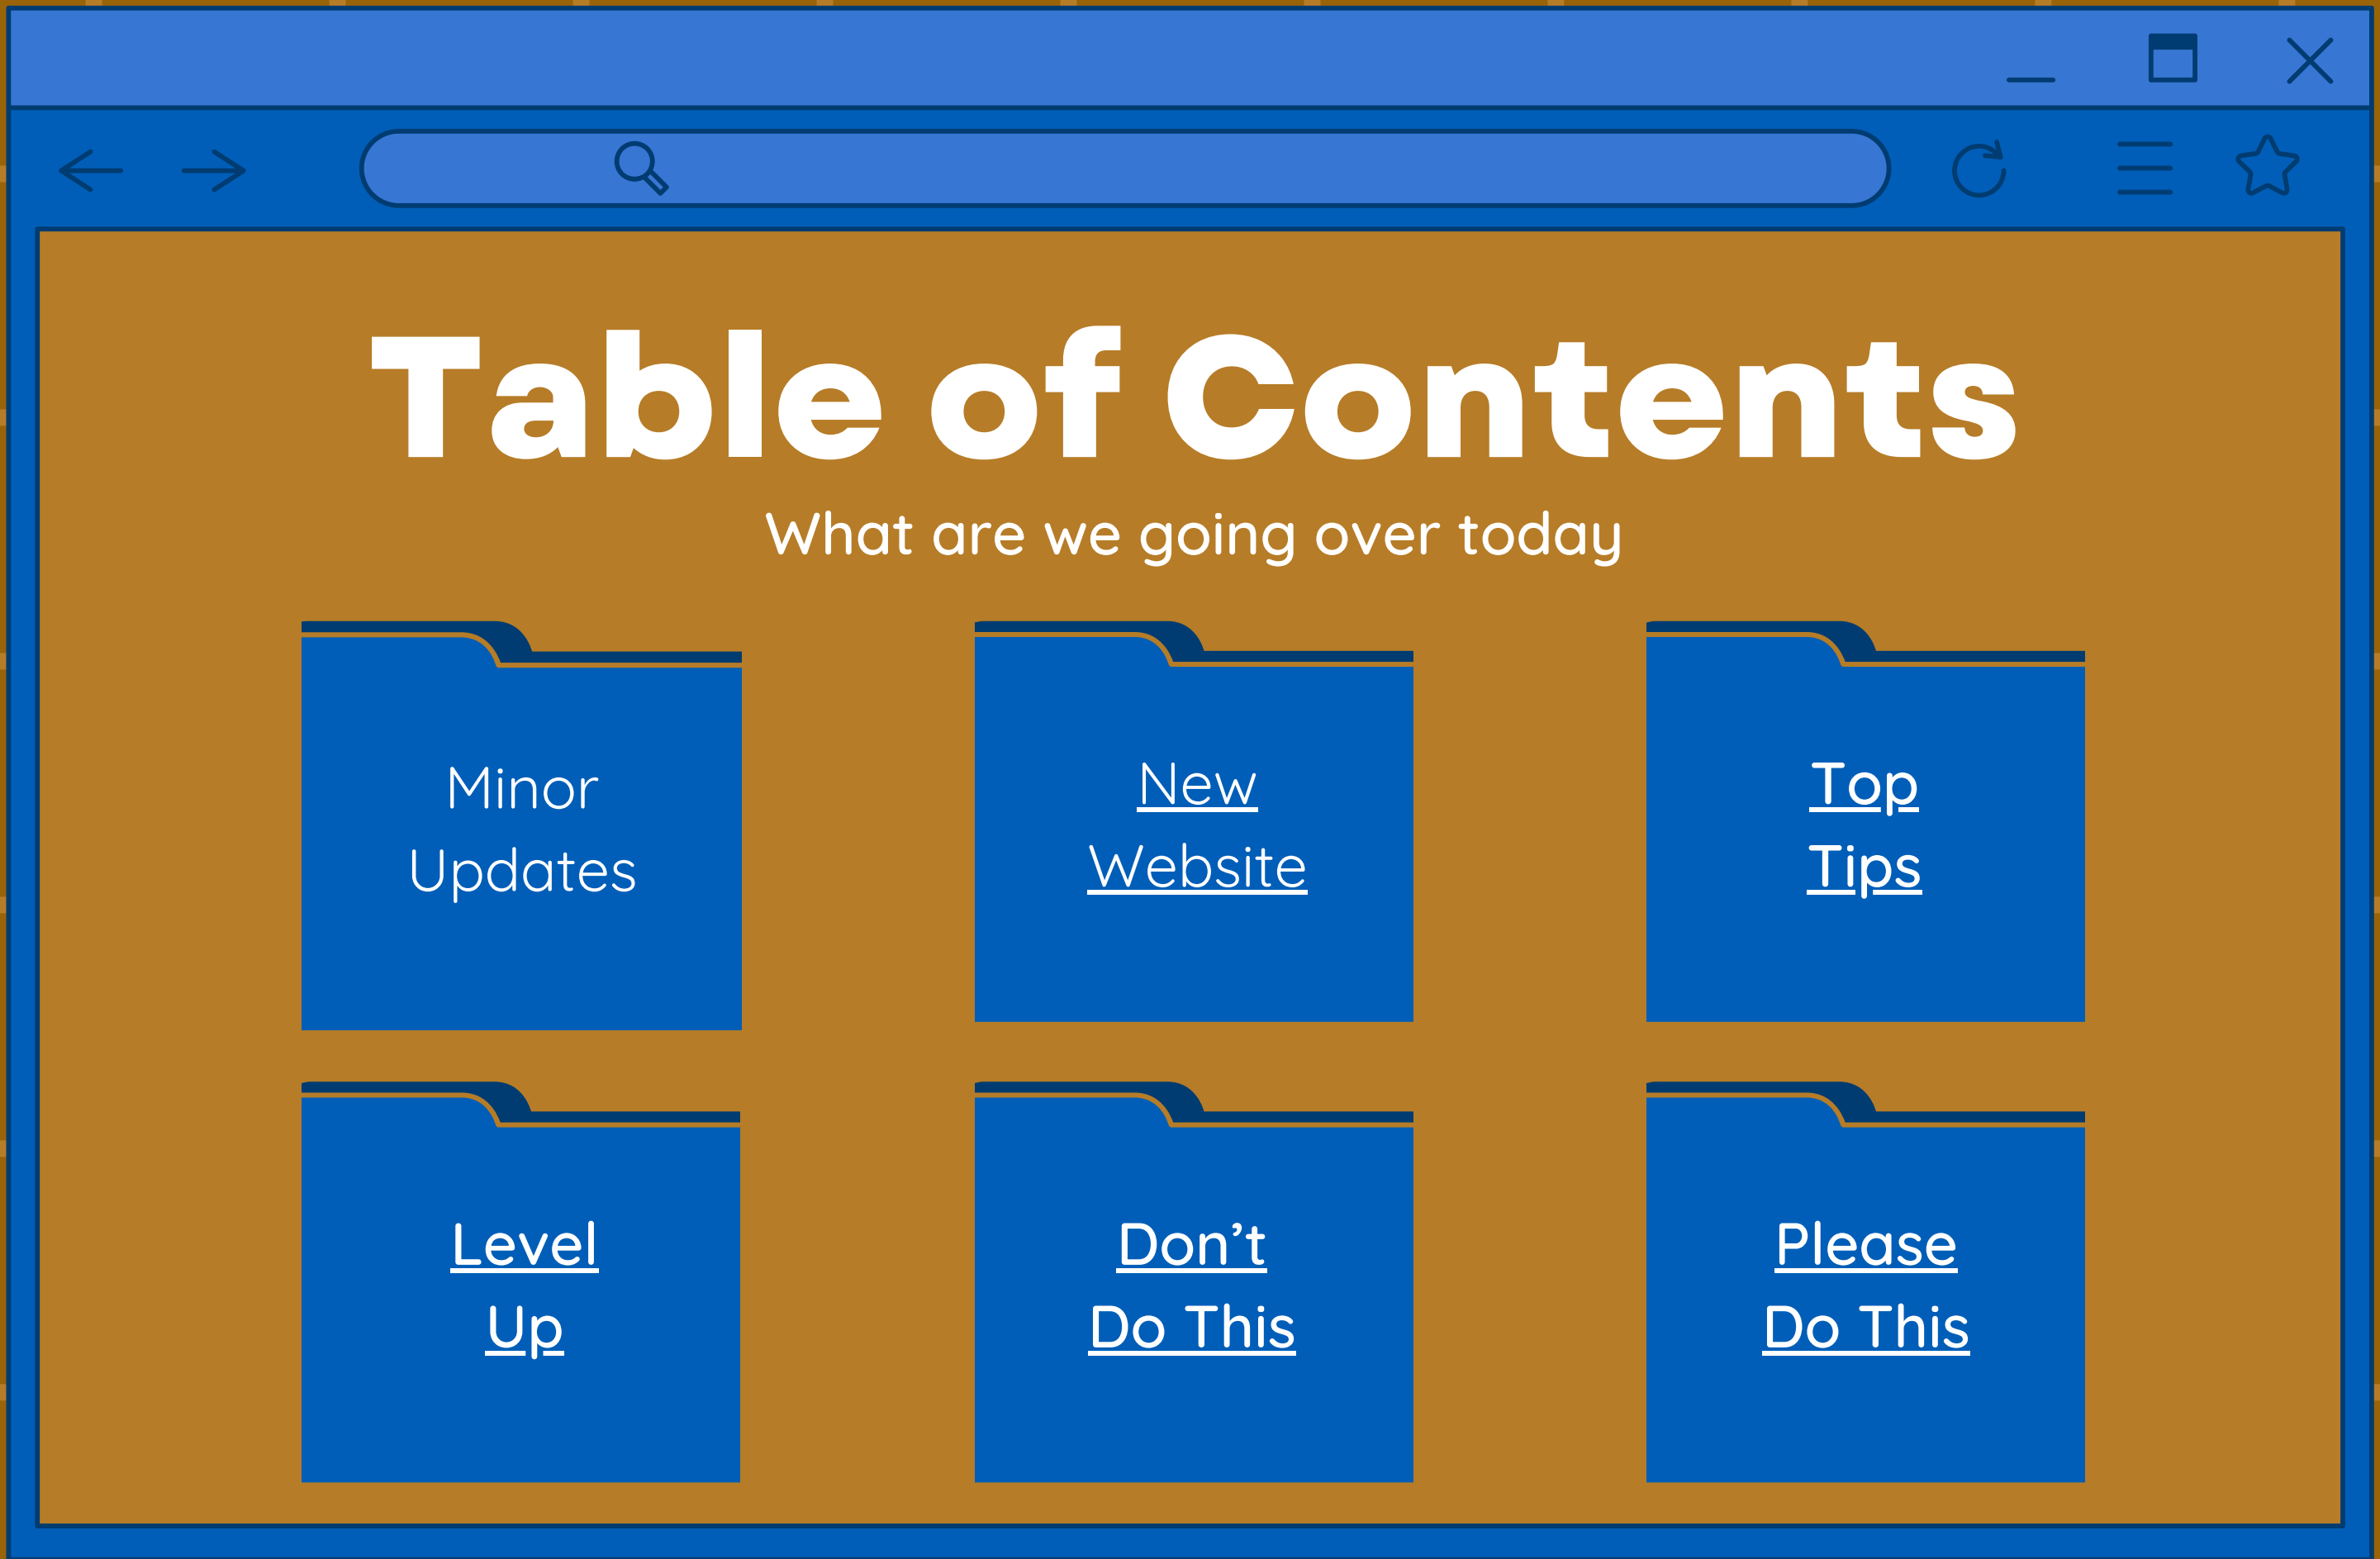 Table of Contents
What are we going over today
Minor
Updates
New
Website
Top
Tips
Level
Up
Don’t
Do This
Please
Do This